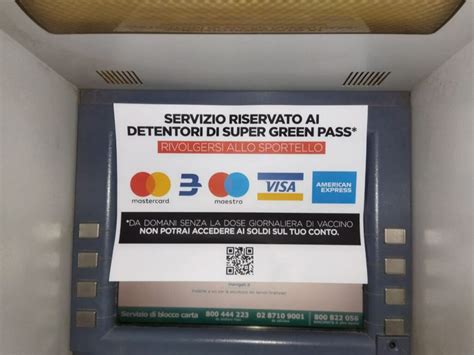 SERVIZIO RISERVATO AI
DETENTORI DI SUPER GREEN PASS*
RIVOLGERSI ALLO SPORTELLO
mastercard B maestro VISA AMERICAN
EXPRESS
*DA DOMANI SENZA LA DOSE GIORNALIERA DI VACCINO
NON POTRAI ACCEDERE AI SOLDI SUL TUO CONTO.
Servizio di blocco carta 800 444 223 02 8710 9001 800 822 056